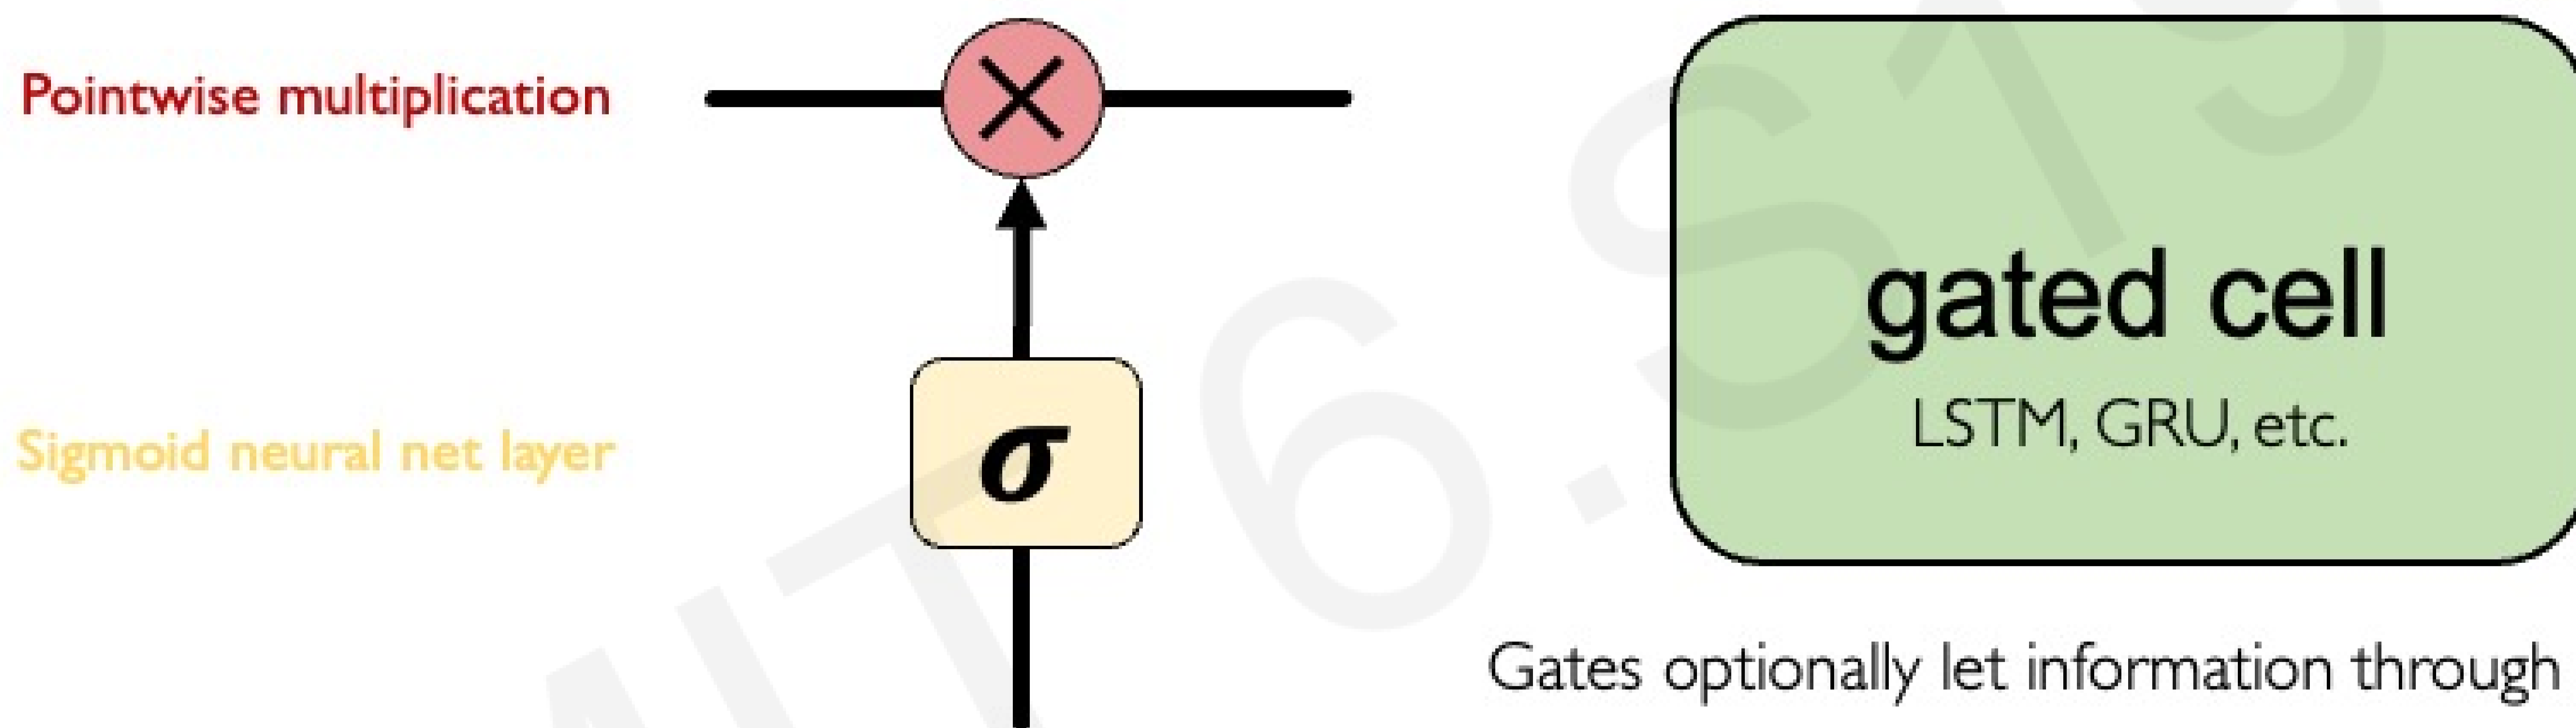 Pointwise multiplication
Sigmoid neural net layer
σ
gated cell
LSTM, GRU, etc.
Gates optionally let information through